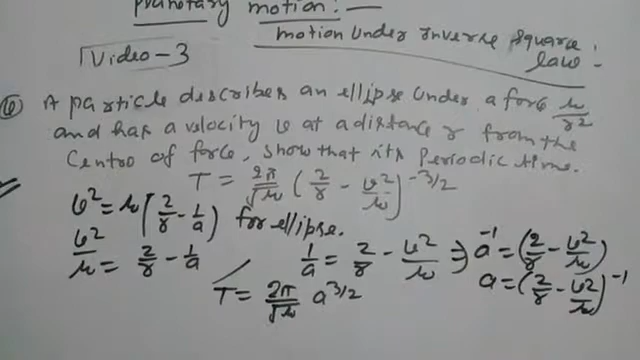 Planetary motion :—
motion under inverse square law :-
Video - 3
⑥ A particle describes an ellipse under a force μ/r²
and has a velocity v at a distance r from the
Centro of force, show that its Periodic time.
T = 2π/√μ (2/r - v²/μ)^-3/2
v² = μ [2/r - 1/a) for ellipse.
v²/μ = 2/r - 1/a
1/a = 2/r - v²/μ ⇒ a^-1 = (2/r - v²/μ)
T = 2π/√μ a^3/2
a = (2/r - v²/μ)^-1